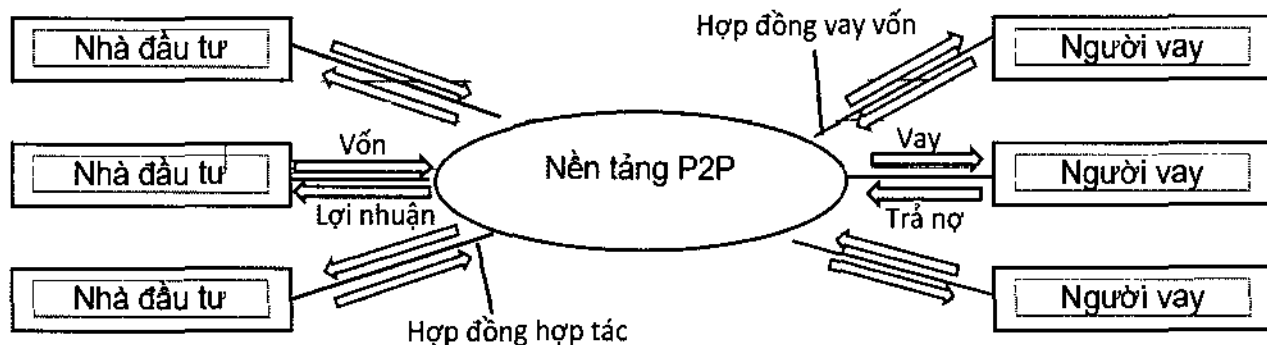 Hợp đồng vay vốn
Nhà đầu tư
Người vay
Vốn
Vay
Nhà đầu tư
Nền tảng P2P
Người vay
Lợi nhuận
Trả nợ
Nhà đầu tư
Người vay
Hợp đồng hợp tác